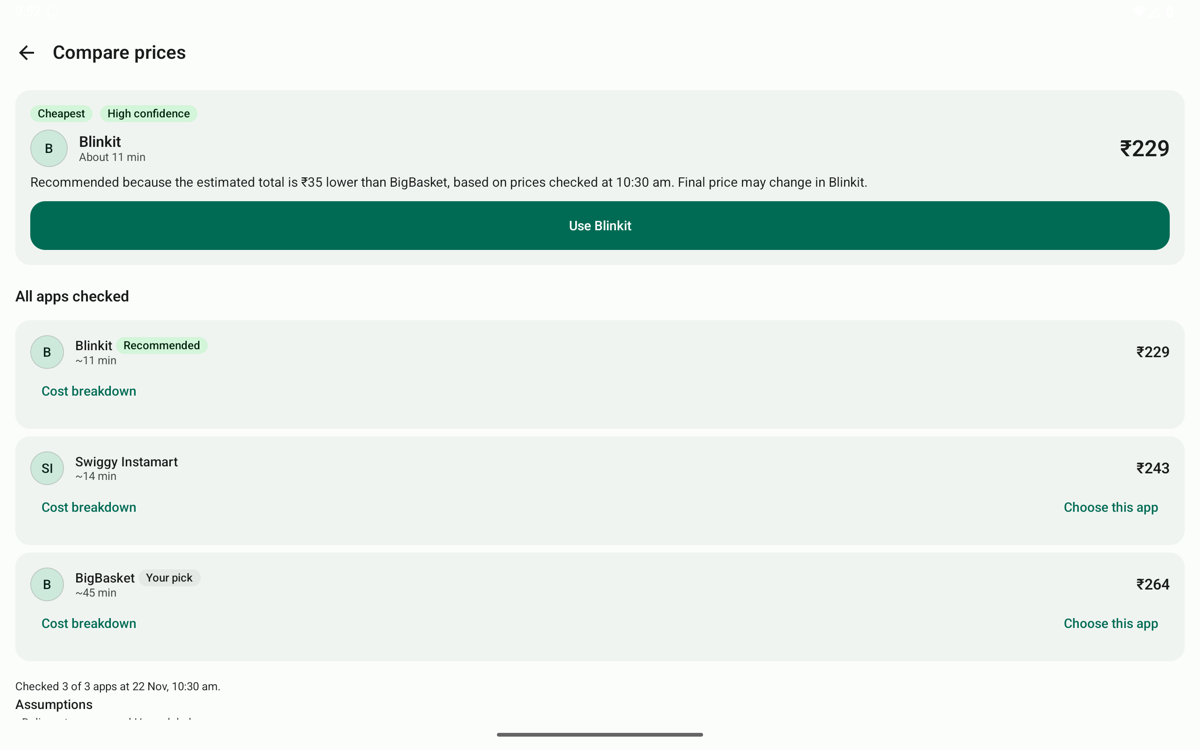 Compare prices
Cheapest High confidence
B Blinkit ₹229
About 11 min
Recommended because the estimated total is ₹35 lower than BigBasket, based on prices checked at 10:30 am. Final price may change in Blinkit.
Use Blinkit
All apps checked
B Blinkit Recommended ₹229
~11 min
Cost breakdown
SI Swiggy Instamart ₹243
~14 min
Cost breakdown Choose this app
B BigBasket Your pick ₹264
~45 min
Cost breakdown Choose this app
Checked 3 of 3 apps at 22 Nov, 10:30 am.
Assumptions